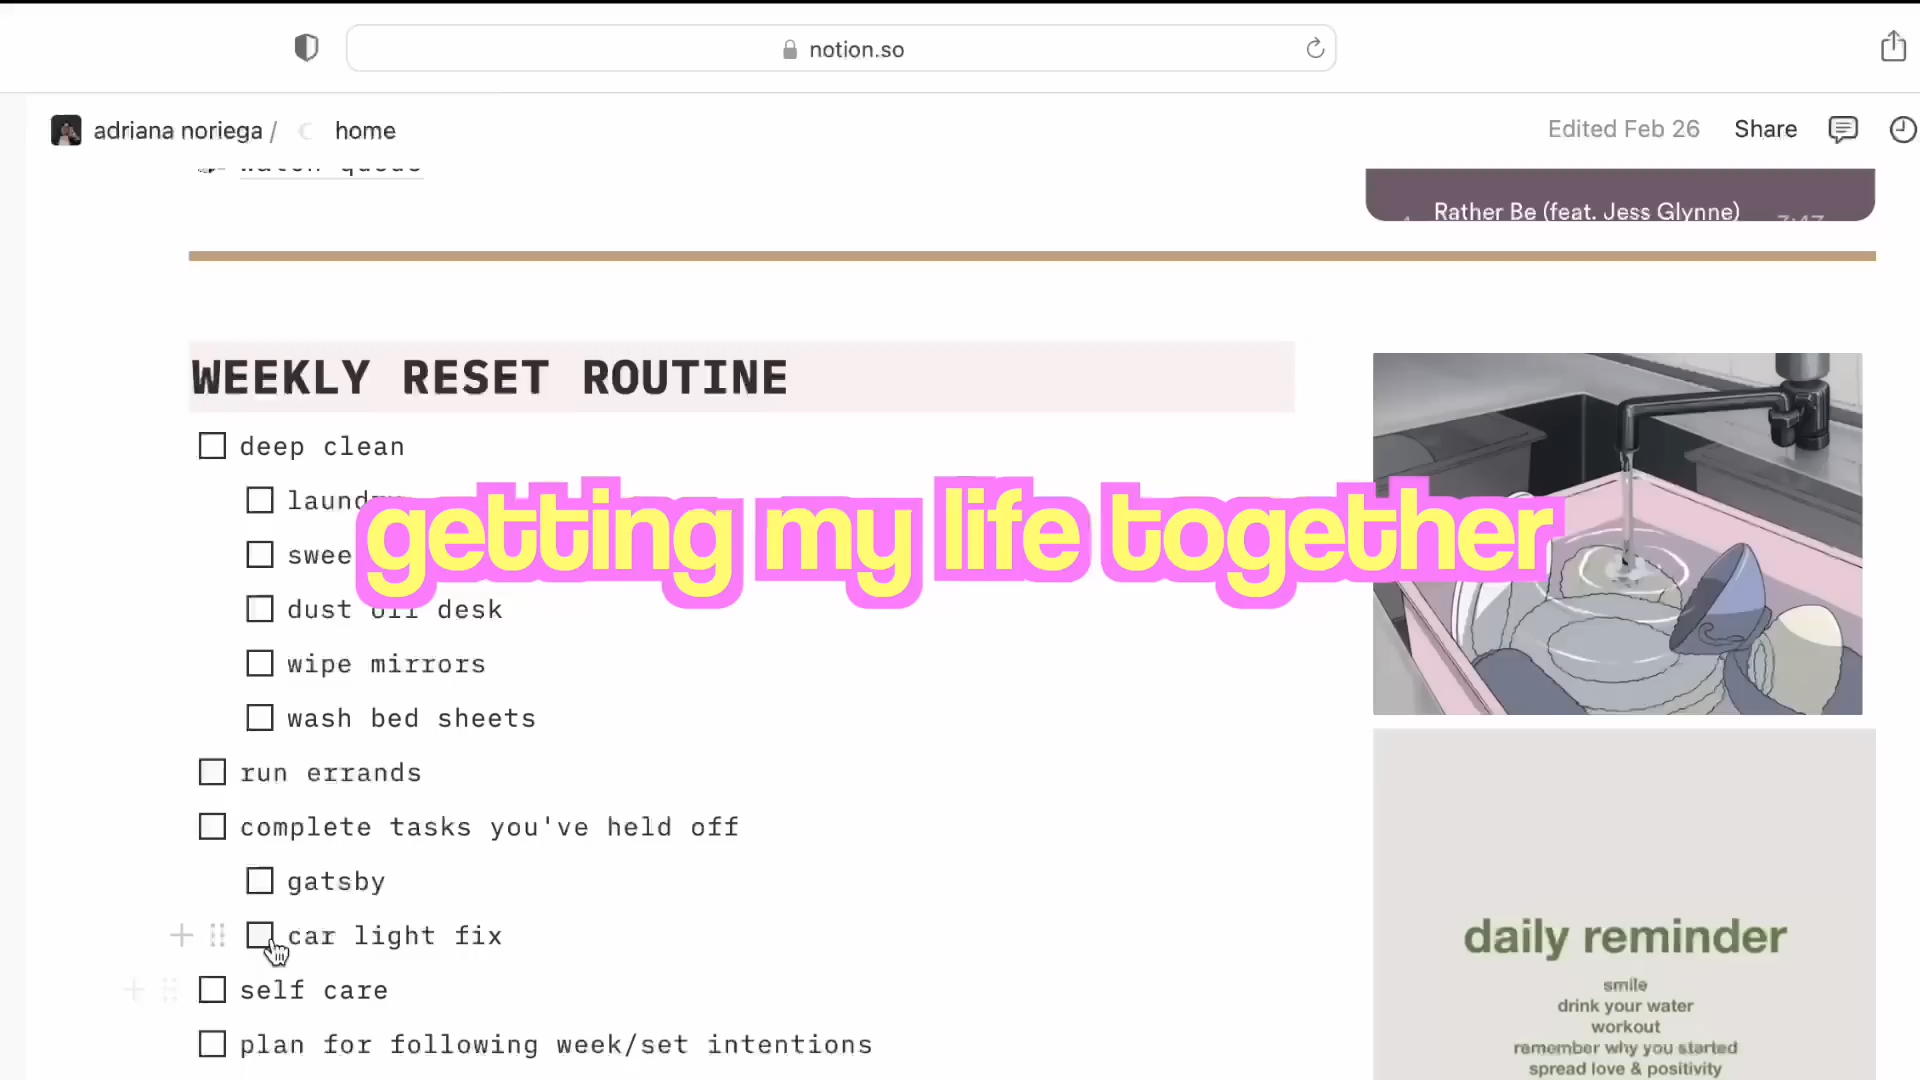 notion.so
adriana noriega / home
Edited Feb 26 Share
watch queue
Rather Be (feat. Jess Glynne)
WEEKLY RESET ROUTINE
deep clean
getting my life together
dust off desk
wipe mirrors
wash bed sheets
run errands
complete tasks you've held off
gatsby
car light fix
self care
plan for following week/set intentions
daily reminder
smile
drink your water
workout
remember why you started
spread love & positivity